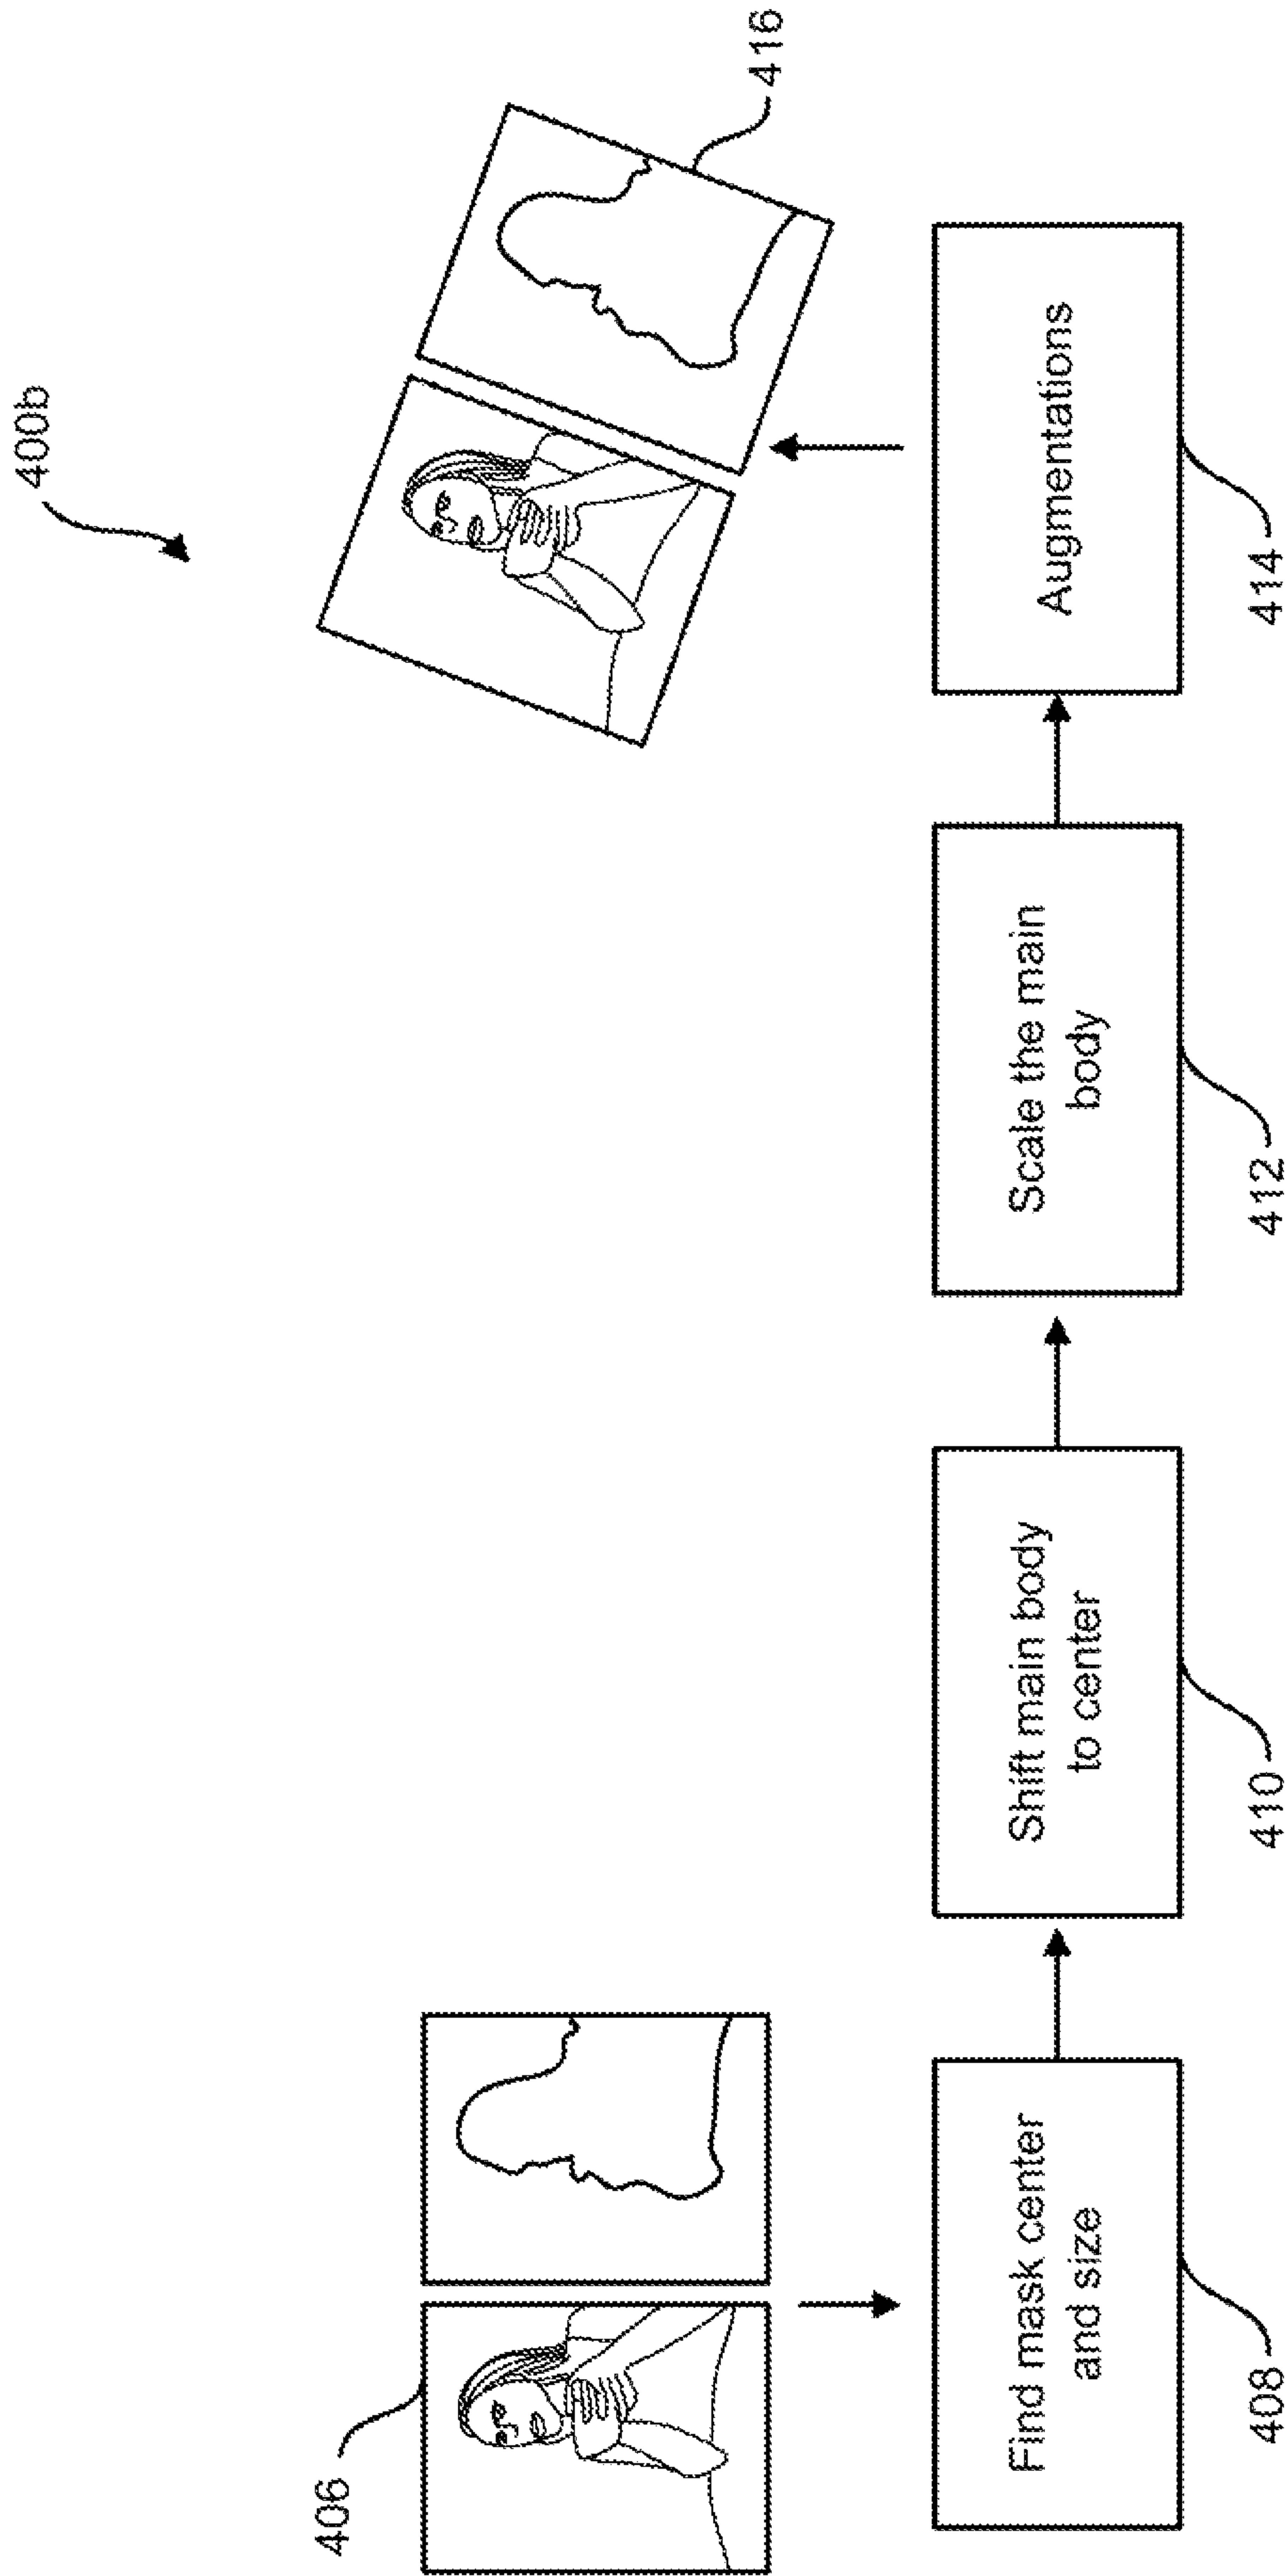 400b
406
416
Find mask center
and size
Shift main body
to center
Scale the main
body
Augmentations
408
410
412
414